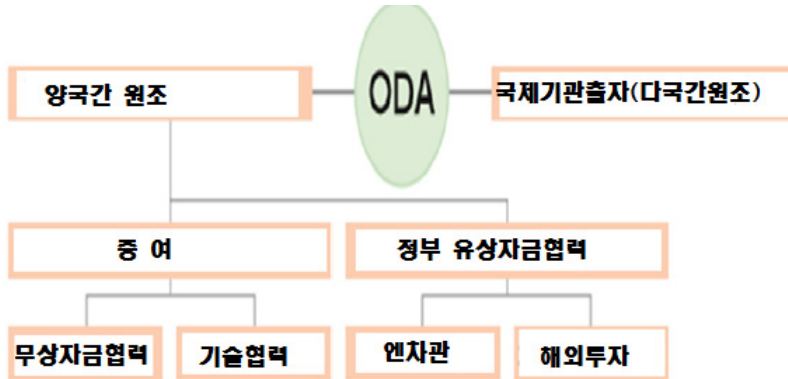 ODA
양국간 원조
국제기관출자(다국간원조)
증 여
정부 유상자금협력
무상자금협력
기술협력
엔차관
해외투자